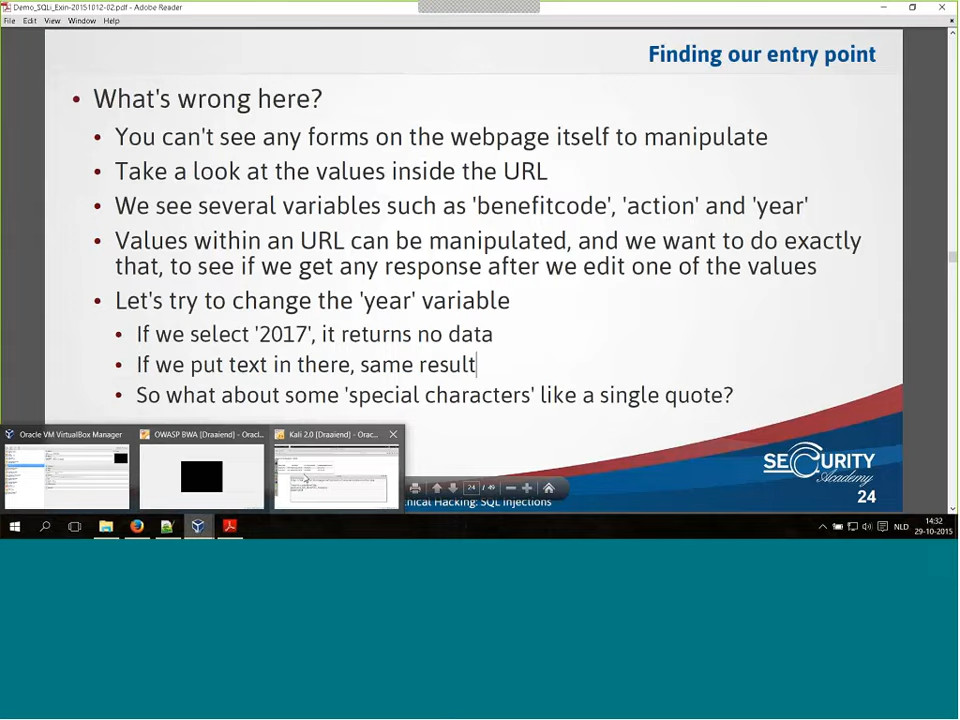 Demo_SQLi_Exin-20151012-02.pdf - Adobe Reader
File Edit View Window Help
Finding our entry point
• What's wrong here?
• You can't see any forms on the webpage itself to manipulate
• Take a look at the values inside the URL
• We see several variables such as 'benefitcode', 'action' and 'year'
• Values within an URL can be manipulated, and we want to do exactly
that, to see if we get any response after we edit one of the values
• Let's try to change the 'year' variable
• If we select '2017', it returns no data
• If we put text in there, same result
• So what about some 'special characters' like a single quote?
Oracle VM VirtualBox Manager
OWASP BWA [Draaiend] - Oracl...
Kali 2.0 [Draaiend] - Orac...
SECURITY
Academy
24 / 49
hical Hacking: SQL Injections
24
NLD
14:32
29-10-2015